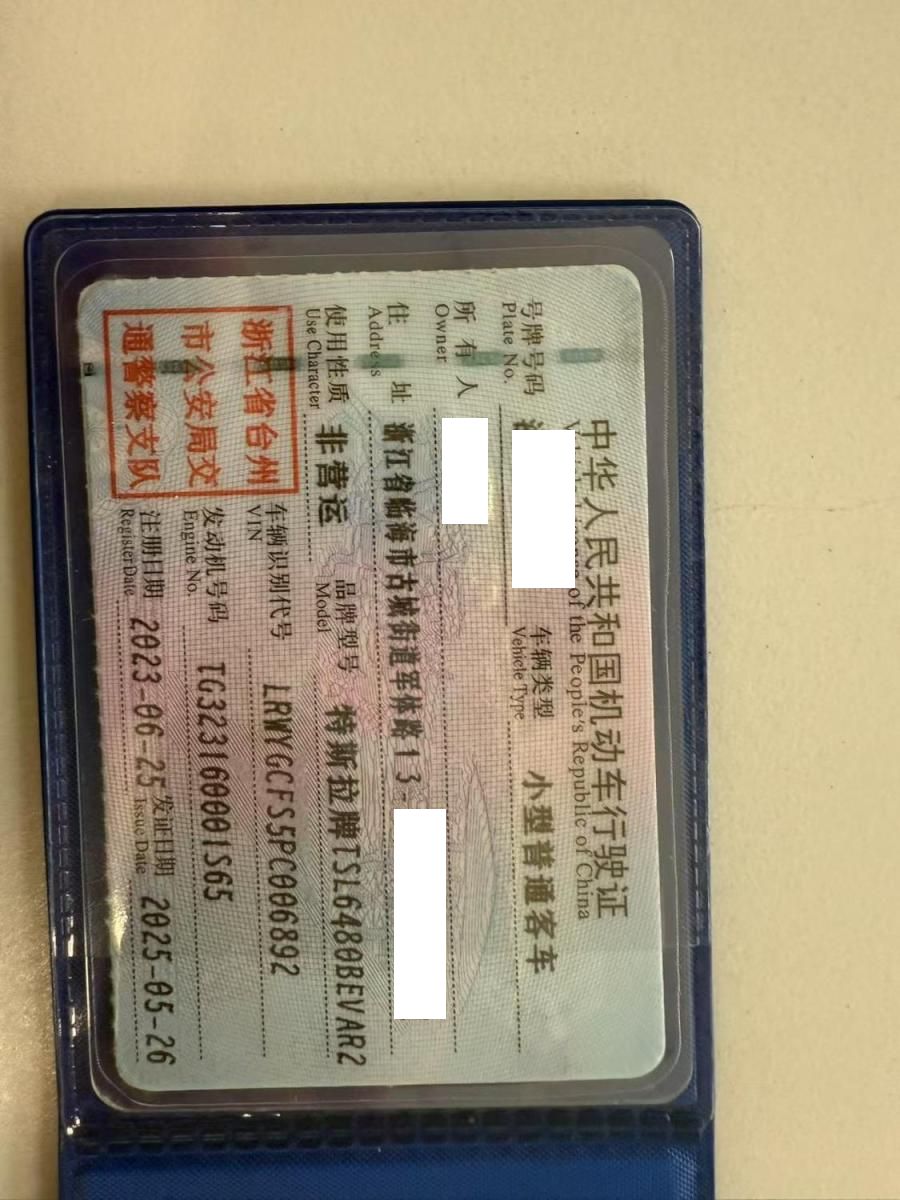 中华人民共和国机动车行驶证
of the People's Republic of China
号牌号码
Plate No.
车辆类型
Vehicle Type
小型普通客车
所有人
Owner
住址
Address
浙江省临海市古城街道军体路13
使用性质
Use Character
非营运
品牌型号
Model
特斯拉牌TSL6480BEVAR2
浙江省台州
市公安局交
通警察支队
车辆识别代号
VIN
LRWYGCFS5PC006892
发动机号码
Engine No.
TG323160001S65
注册日期
Register Date
2023-06-25
发证日期
Issue Date
2025-05-26